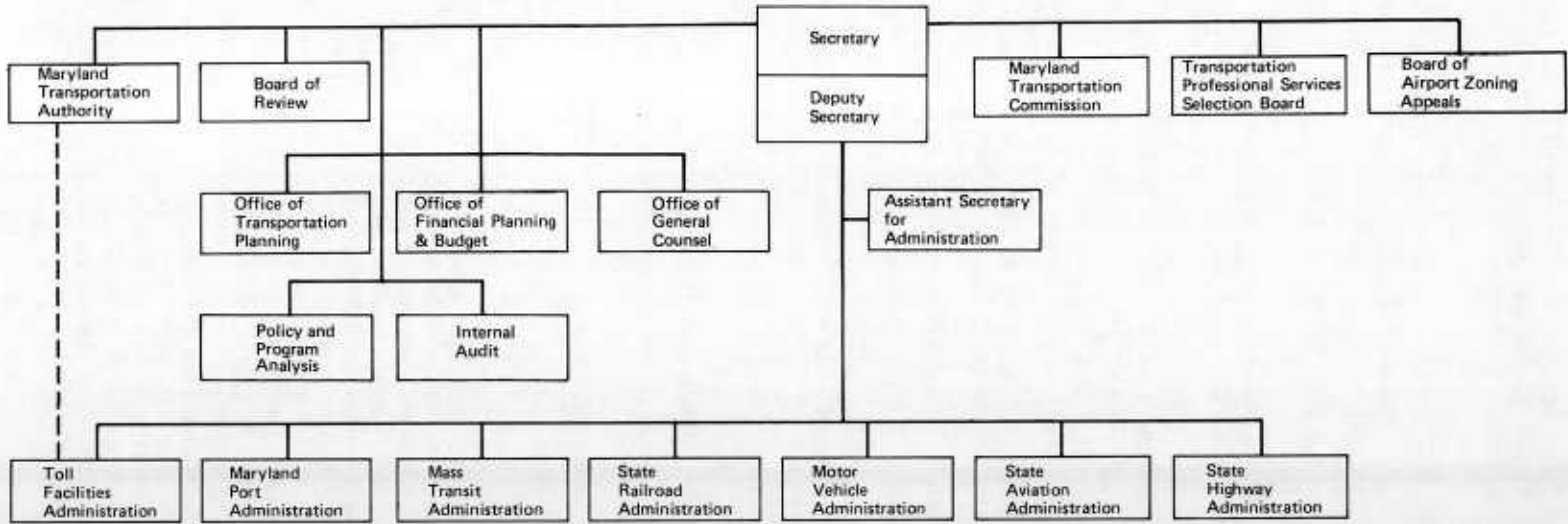 Secretary
Deputy
Secretary
Maryland
Transportation
Authority
Board of
Review
Maryland
Transportation
Commission
Transportation
Professional Services
Selection Board
Board of
Airport Zoning
Appeals
Office of
Transportation
Planning
Office of
Financial Planning
& Budget
Office of
General
Counsel
Assistant Secretary
for
Administration
Policy and
Program
Analysis
Internal
Audit
Toll
Facilities
Administration
Maryland
Port
Administration
Mass
Transit
Administration
State
Railroad
Administration
Motor
Vehicle
Administration
State
Aviation
Administration
State
Highway
Administration